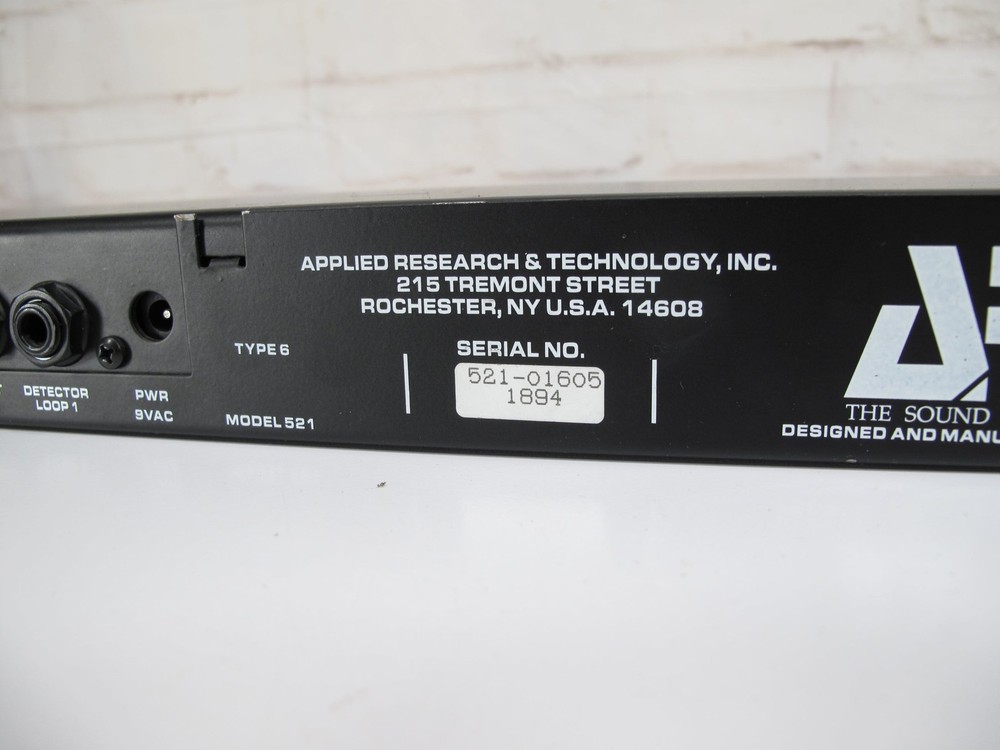 APPLIED RESEARCH & TECHNOLOGY, INC.
215 TREMONT STREET
ROCHESTER, NY U.S.A. 14608
TYPE 6
SERIAL NO.
521-01605
1894
DETECTOR
LOOP 1
PWR
9VAC
MODEL 521
THE SOUND
DESIGNED AND MANU